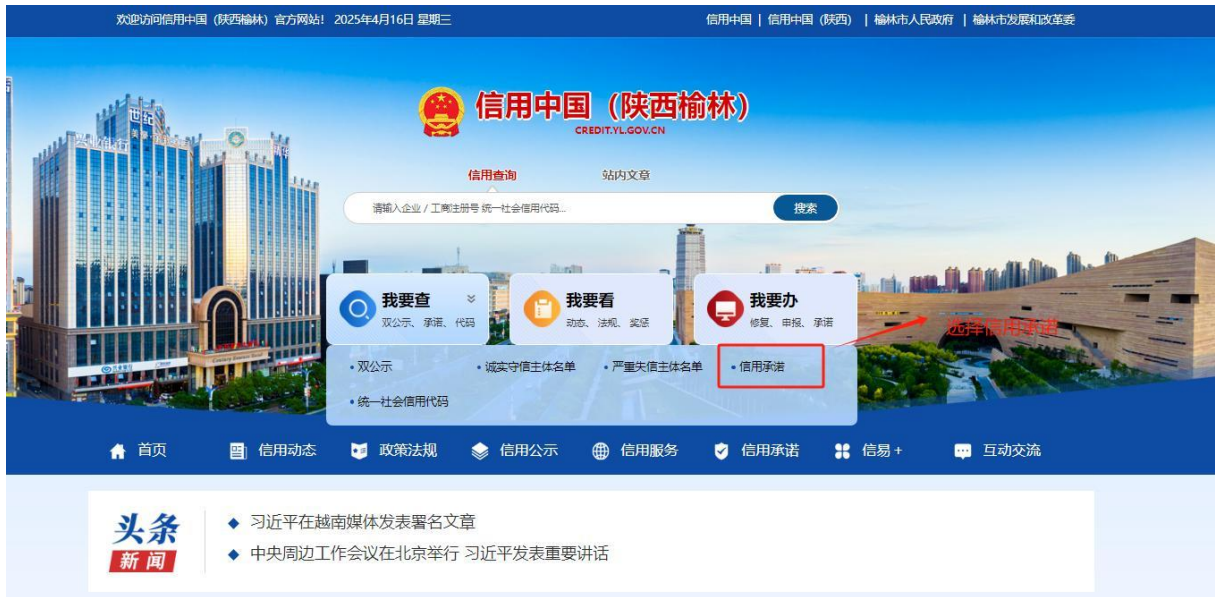 欢迎访问信用中国（陕西榆林）官方网站！ 2025年4月16日 星期三
信用中国 | 信用中国（陕西） | 榆林市人民政府 | 榆林市发展和改革委
信用中国（陕西榆林）
CREDIT.YL.GOV.CN
信用查询 站内文章
请输入企业 / 工商注册号 统一社会信用代码...
搜索
世纪
我要查
双公示、承诺、代码
我要看
动态、法规、奖惩
我要办
修复、申报、承诺
选择信用承诺
• 双公示 • 诚实守信主体名单 • 严重失信主体名单 • 信用承诺
• 统一社会信用代码
首页 信用动态 政策法规 信用公示 信用服务 信用承诺 信易 + 互动交流
头条
新闻
◆ 习近平在越南媒体发表署名文章
◆ 中央周边工作会议在北京举行 习近平发表重要讲话